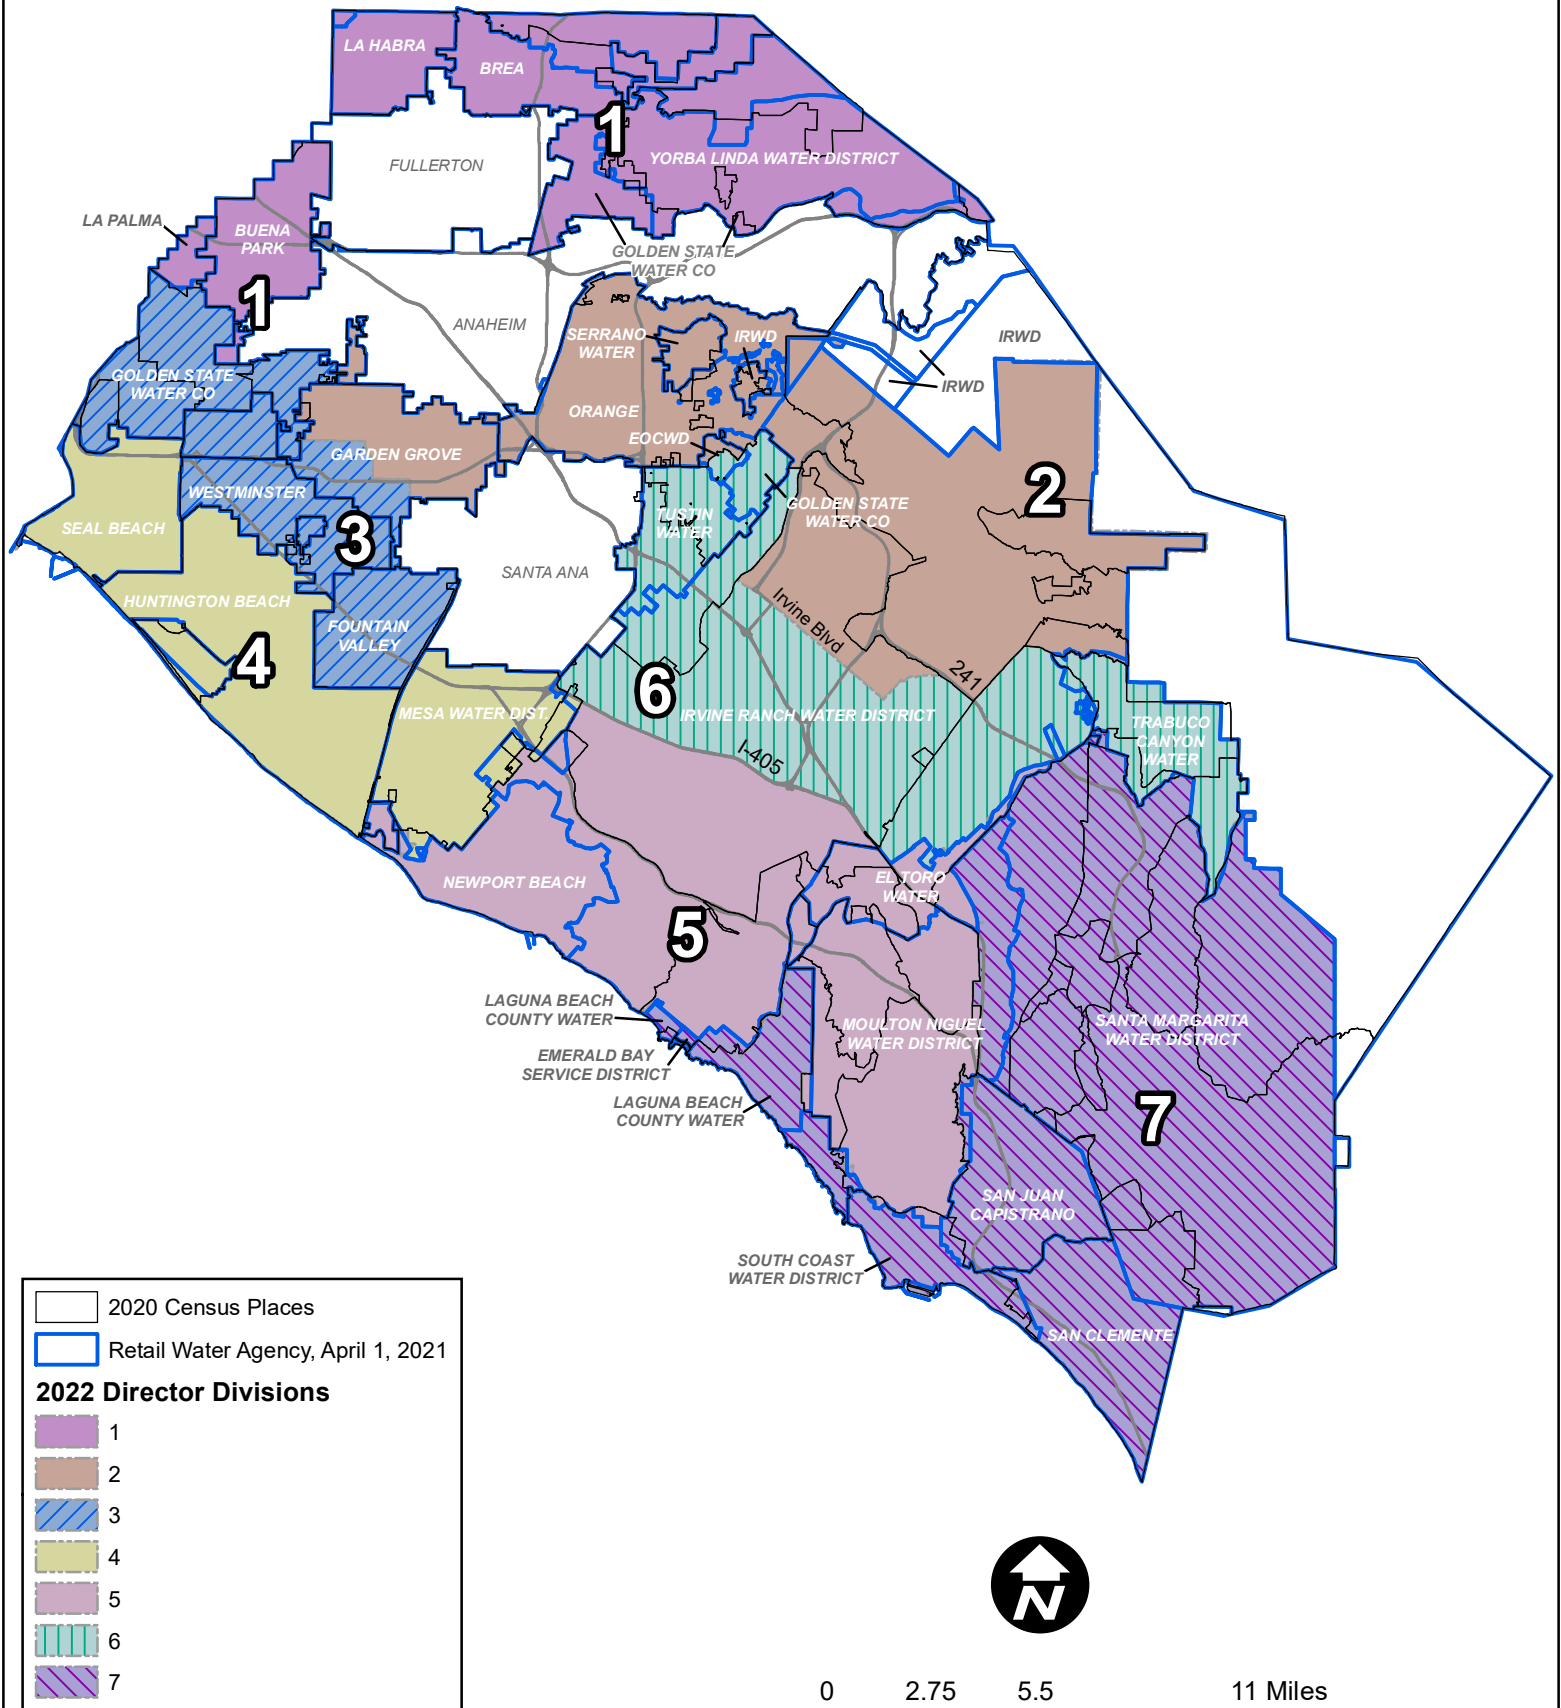 LA HABRA
BREA
1
FULLERTON
YORBA LINDA WATER DISTRICT
LA PALMA
BUENA
PARK
GOLDEN STATE
WATER CO
1
ANAHEIM
SERRANO
WATER
IRWD
IRWD
IRWD
GOLDEN STATE
WATER CO
ORANGE
EOCWD
GARDEN GROVE
WESTMINSTER
2
GOLDEN STATE
WATER CO
TUSTIN
WATER
SEAL BEACH
3
SANTA ANA
HUNTINGTON BEACH
Irvine Blvd
FOUNTAIN
VALLEY
4
241
6
MESA WATER DIST.
IRVINE RANCH WATER DISTRICT
TRABUCO
CANYON
WATER
I-405
NEWPORT BEACH
EL TORO
WATER
5
LAGUNA BEACH
COUNTY WATER
MOULTON NIGUEL
WATER DISTRICT
SANTA MARGARITA
WATER DISTRICT
EMERALD BAY
SERVICE DISTRICT
LAGUNA BEACH
COUNTY WATER
7
SAN JUAN
CAPISTRANO
SOUTH COAST
WATER DISTRICT
SAN CLEMENTE
2020 Census Places
Retail Water Agency, April 1, 2021
2022 Director Divisions
1
2
3
4
5
6
7
N
0 2.75 5.5 11 Miles